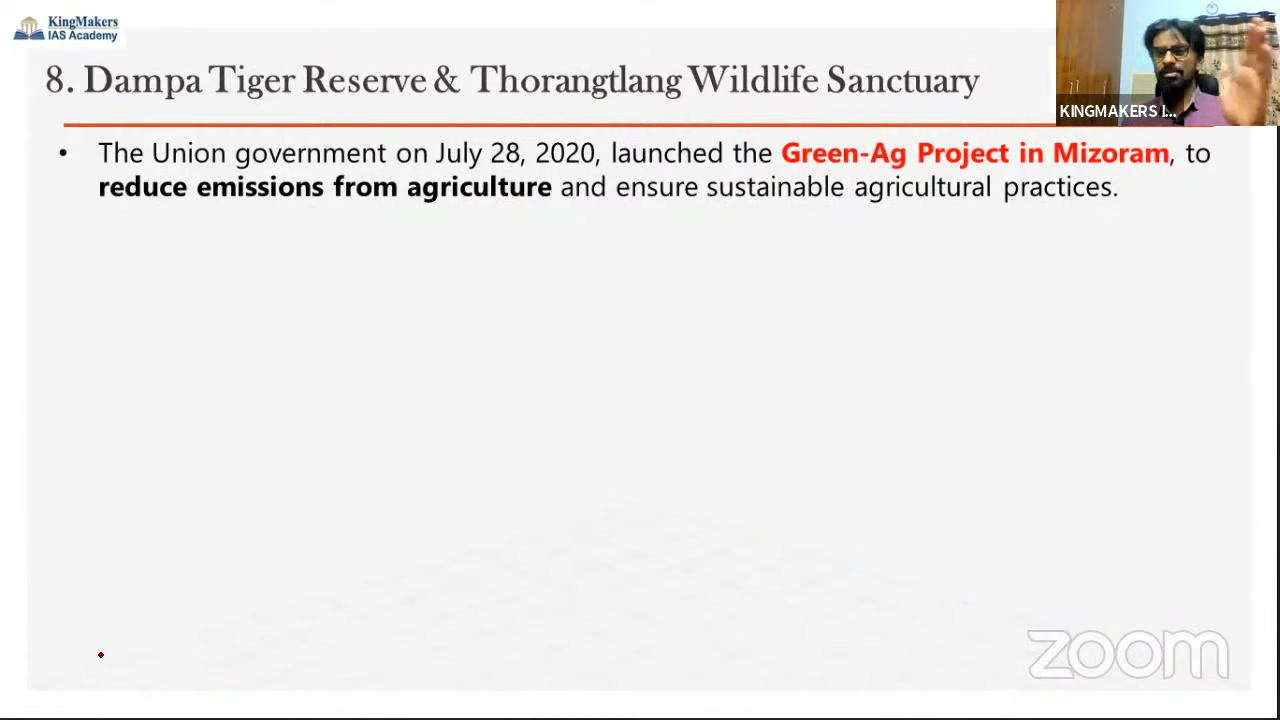 KingMakers
IAS Academy
8. Dampa Tiger Reserve & Thorangtlang Wildlife Sanctuary
KINGMAKERS I...
• The Union government on July 28, 2020, launched the Green-Ag Project in Mizoram, to
reduce emissions from agriculture and ensure sustainable agricultural practices.
zoom